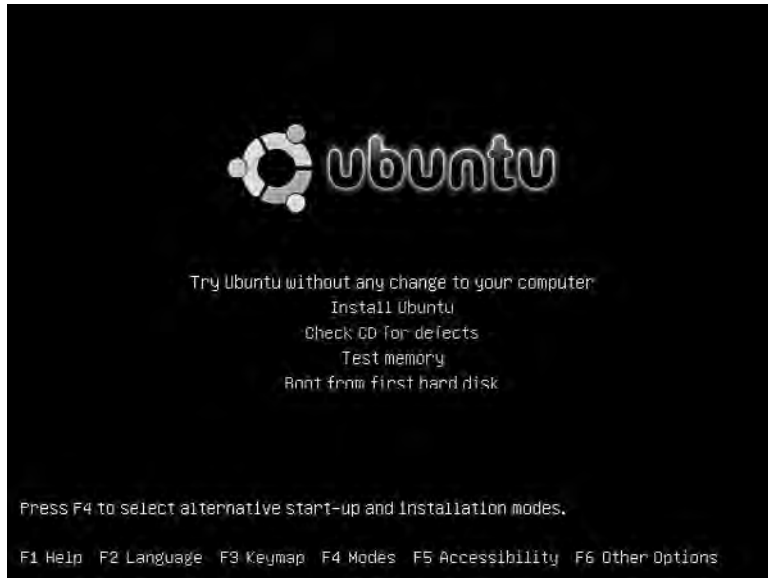 ubuntu
Try Ubuntu without any change to your computer
Install Ubuntu
Check CD for defects
Test memory
Boot from first hard disk
Press F4 to select alternative start-up and installation modes.
F1 Help F2 Language F3 Keymap F4 Modes F5 Accessibility F6 Other Options